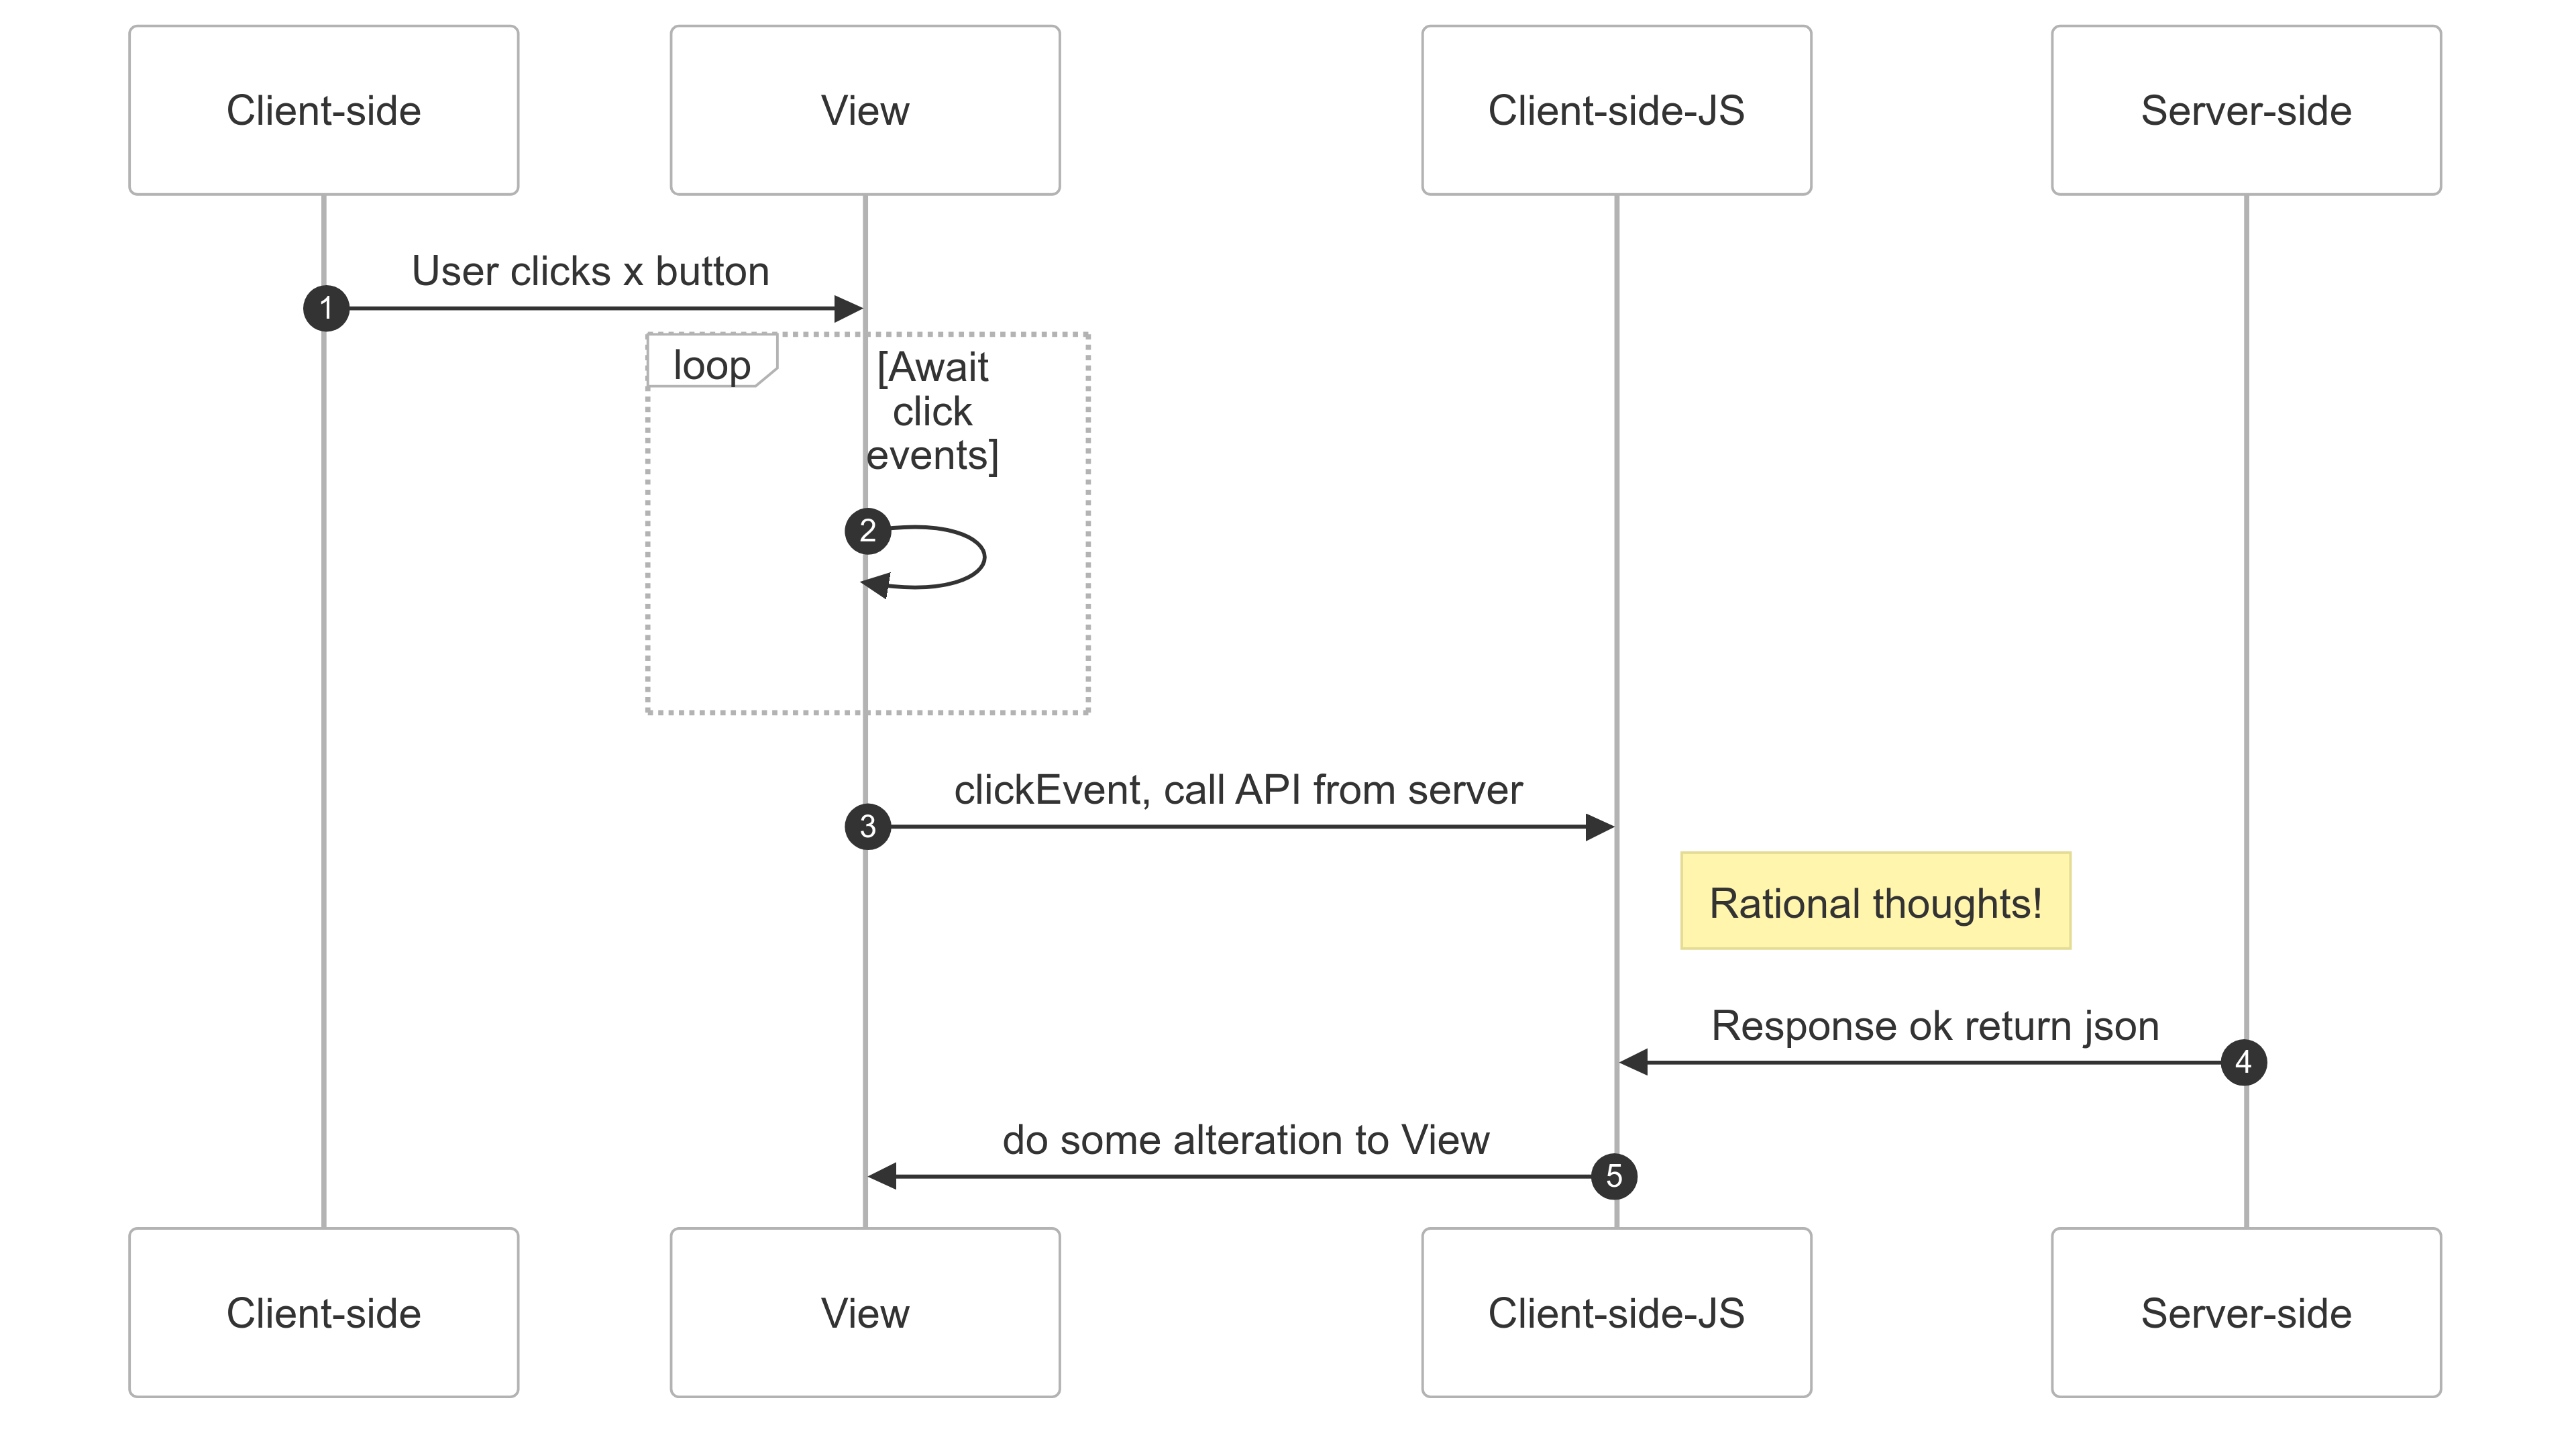 Client-side
View
Client-side-JS
Server-side
User clicks x button
1
loop
[Await
click
events]
2
clickEvent, call API from server
3
Rational thoughts!
Response ok return json
4
do some alteration to View
5
Client-side
View
Client-side-JS
Server-side